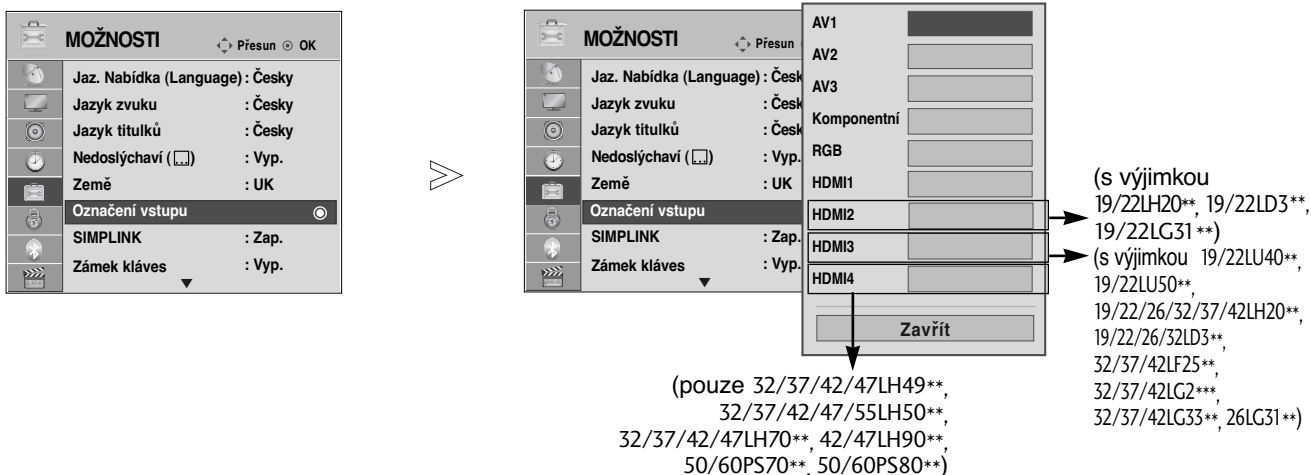 MOŽNOSTI Přesun OK
Jaz. Nabídka (Language) : Česky
Jazyk zvuku : Česky
Jazyk titulků : Česky
Nedoslýchaví ( ) : Vyp.
Země : UK
Označení vstupu
SIMPLINK : Zap.
Zámek kláves : Vyp.
MOŽNOSTI Přesun
Jaz. Nabídka (Language) : Česk
Jazyk zvuku : Česk
Jazyk titulků : Česk
Nedoslýchaví ( ) : Vyp.
Země : UK
Označení vstupu
SIMPLINK : Zap.
Zámek kláves : Vyp.
AV1
AV2
AV3
Komponentní
RGB
HDMI1
HDMI2
HDMI3
HDMI4
Zavřít
(s výjimkou
19/22LH20**, 19/22LD3**,
19/22LG31**)
(s výjimkou 19/22LU40**,
19/22LU50**,
19/22/26/32/37/42LH20**,
19/22/26/32LD3**,
32/37/42LF25**,
32/37/42LG2***,
32/37/42LG33**, 26LG31**)
(pouze 32/37/42/47LH49**,
32/37/42/47/55LH50**,
32/37/42/47LH70**, 42/47LH90**,
50/60PS70**, 50/60PS80**)